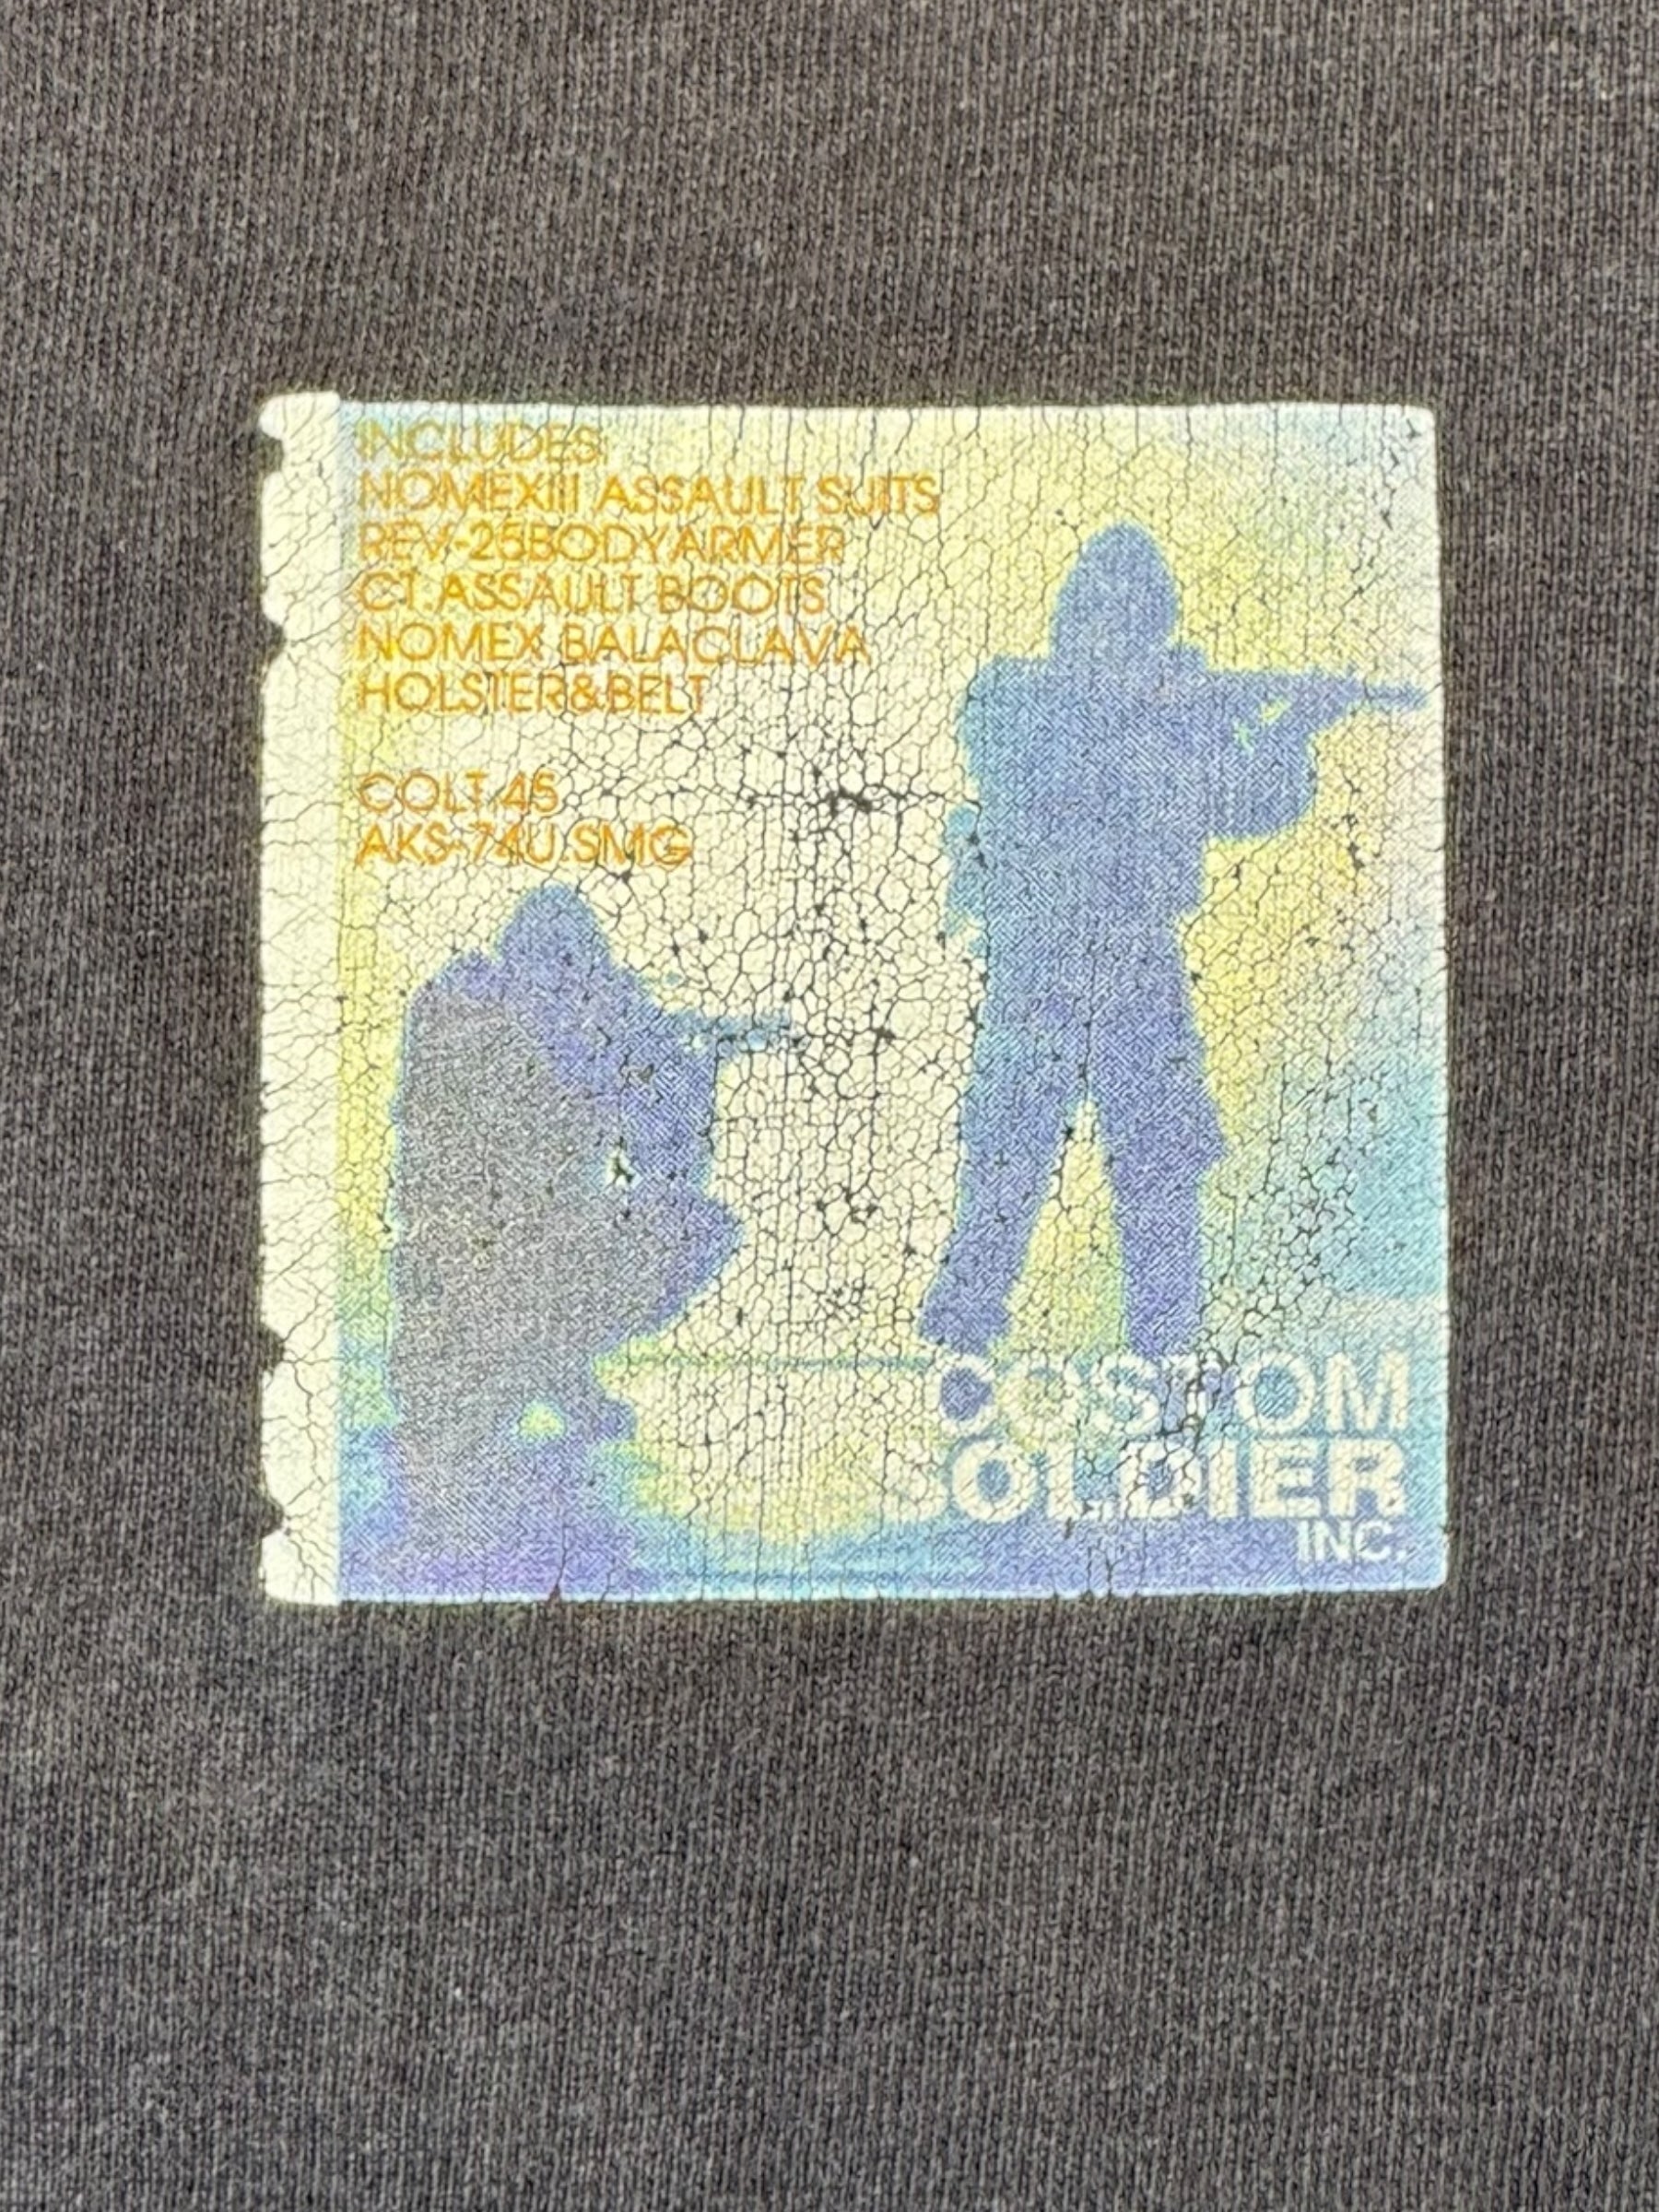 INCLUDES
NOMEXIII ASSAULT SUITS
REV-25BODYARMER
CT.ASSAULT BOOTS
NOMEX BALACLAVA
HOLSTER&BELT
COLT.45
AKS-74U.SMG
CUSTOM
SOLDIER
INC.